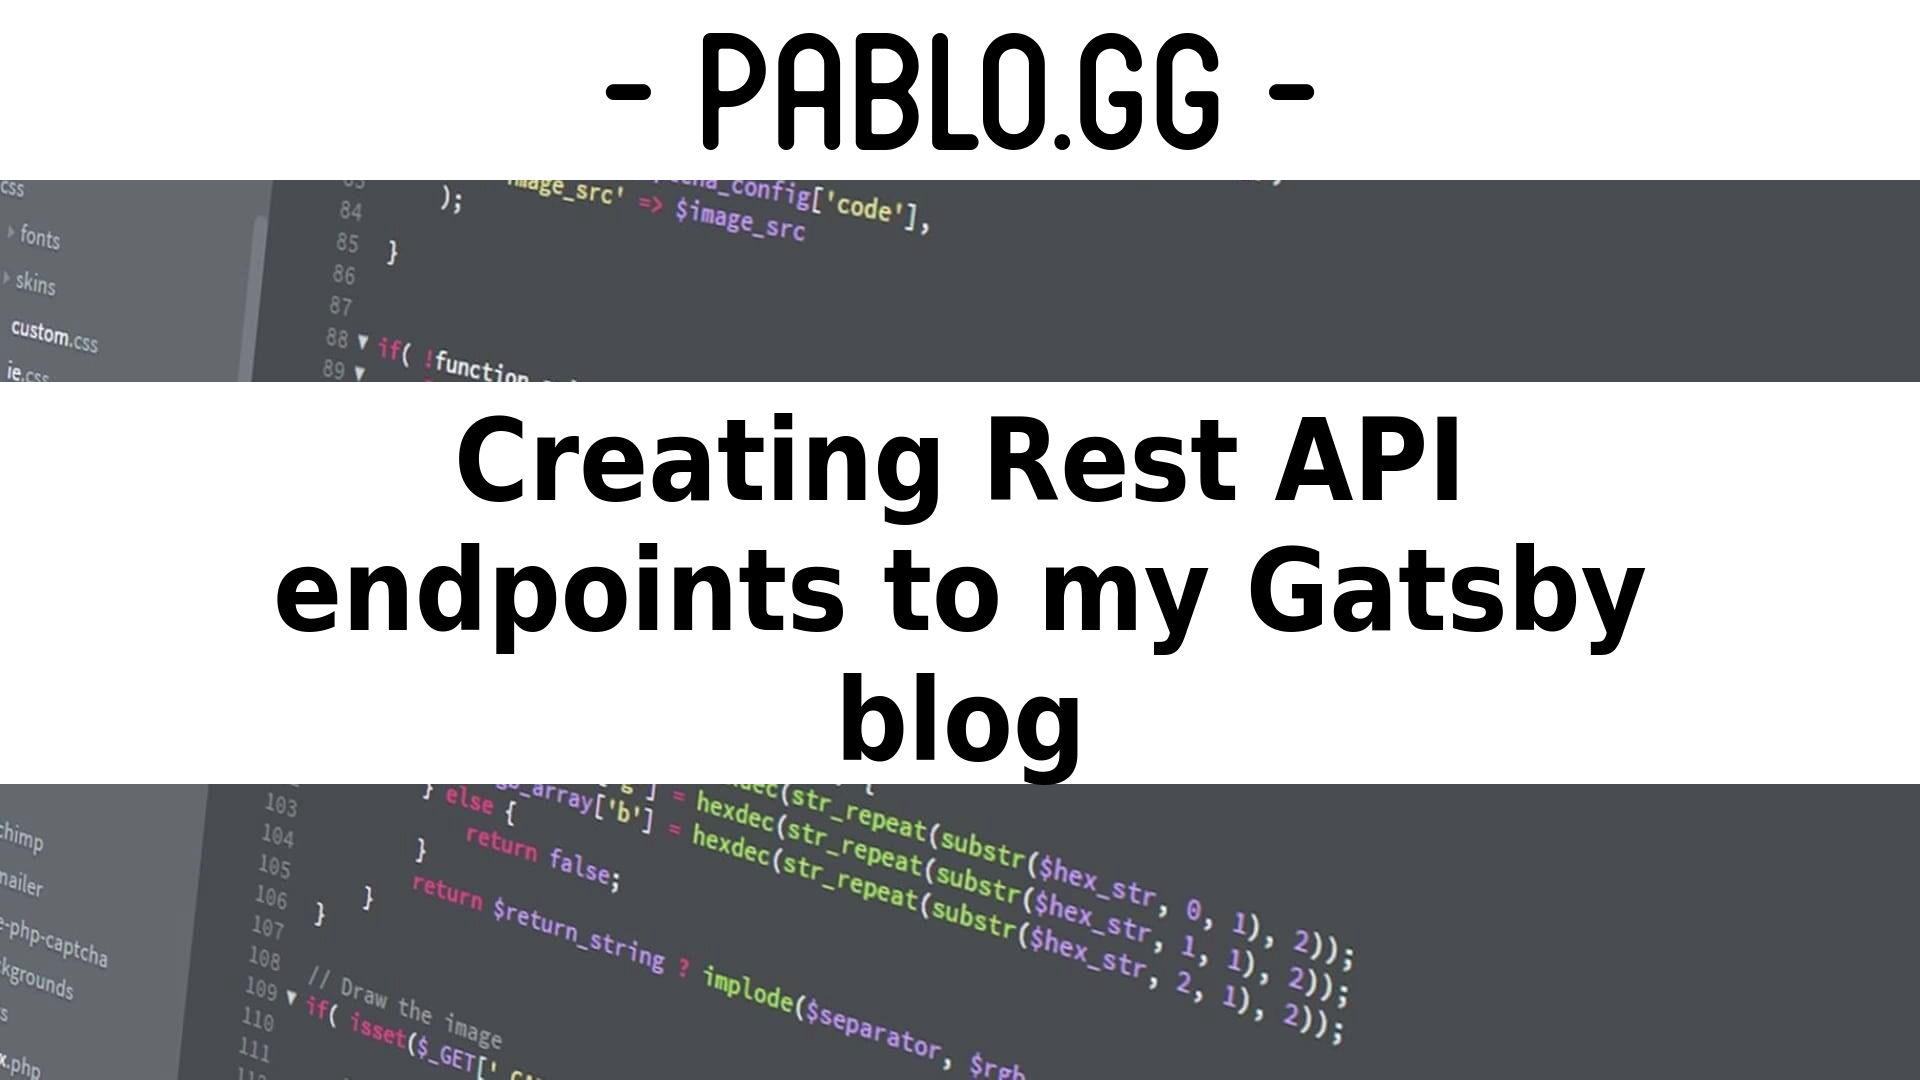 - PABLO.GG -
css
fonts
skins
custom.css
ie.css
84 );
85 }
86
87
88 if( !function
89
image_src' => $image_src
_config['code'],
Creating Rest API
endpoints to my Gatsby
blog
103 } else {
104 return false;
105 }
106 }
107 }
108 return $return_string ? implode($separator, $rgb
109 // Draw the image
110 if( isset($_GET['
111
_array['b'] = hexdec(str_repeat(substr($hex_str, 2, 1), 2));
= hexdec(str_repeat(substr($hex_str, 1, 1), 2));
(str_repeat(substr($hex_str, 0, 1), 2));
chimp
mailer
e-php-captcha
kgrounds
s
x.php